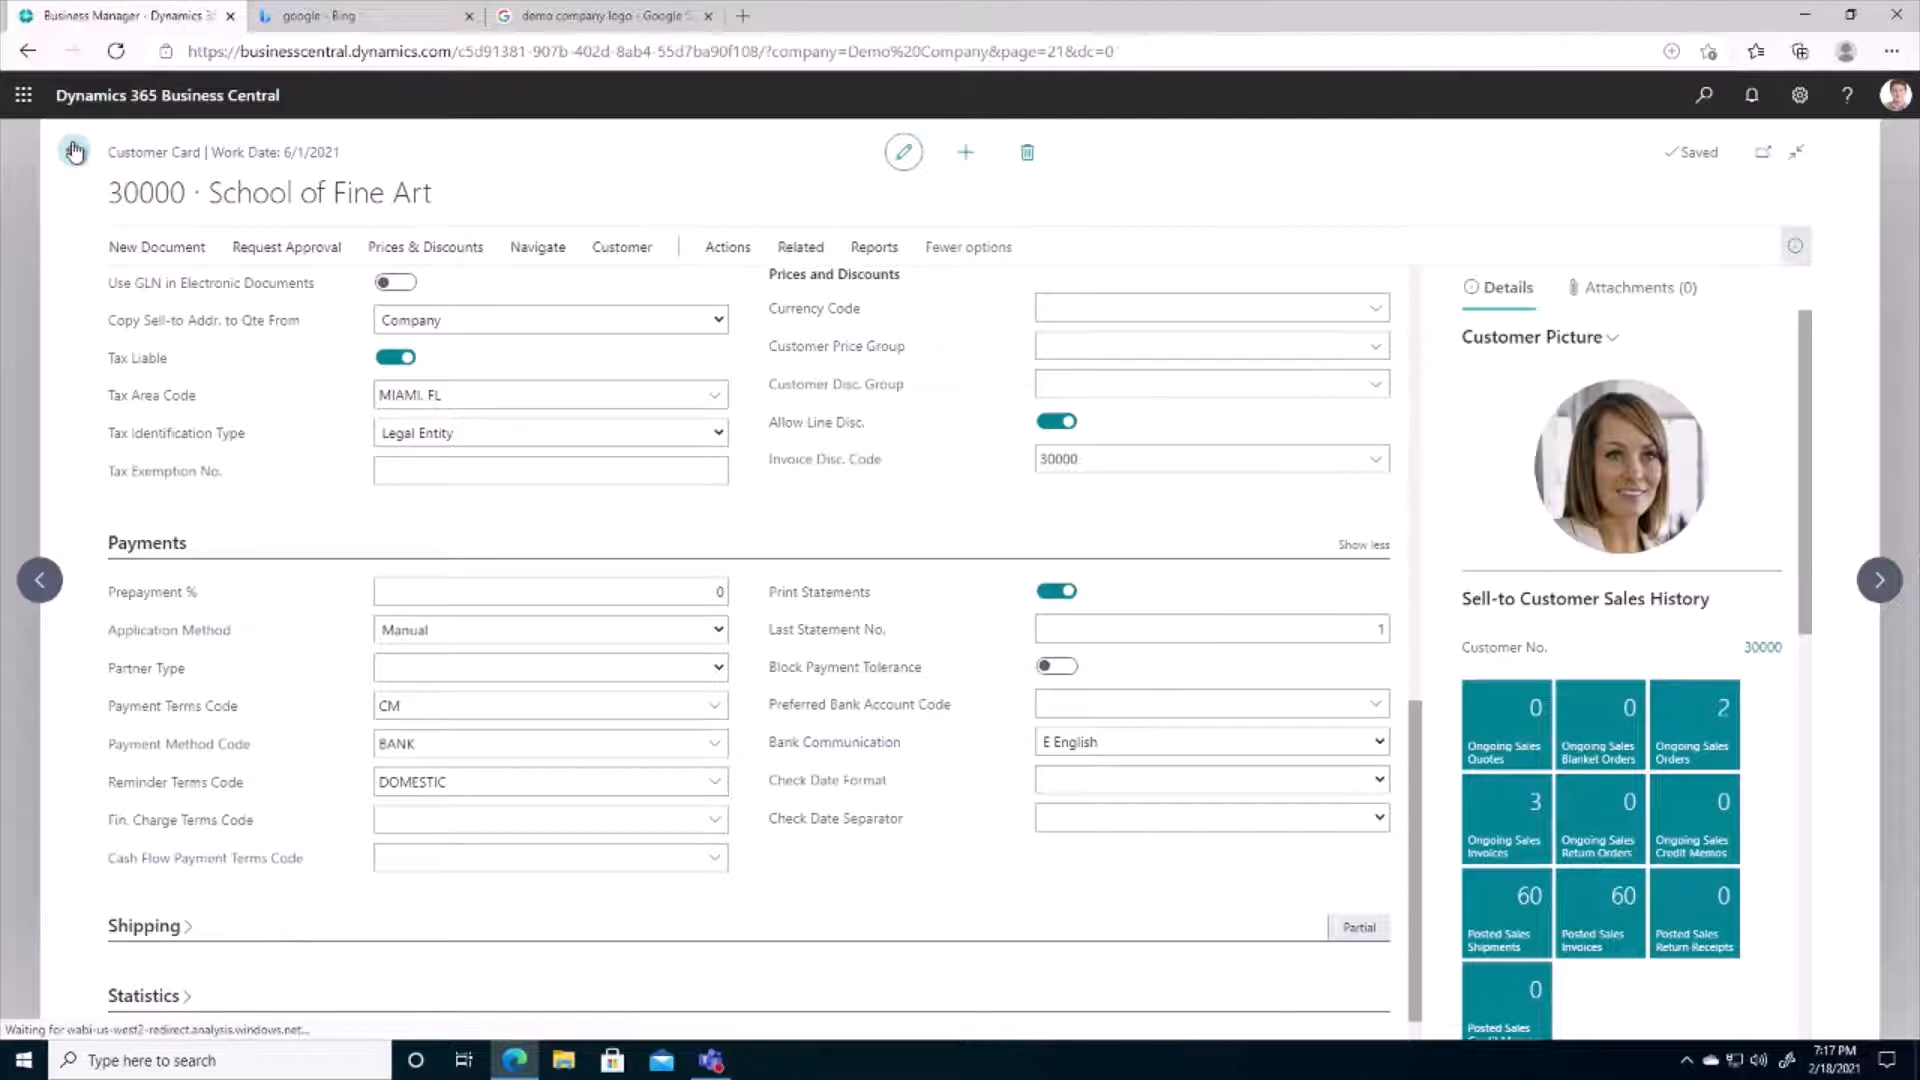 Business Manager - Dynamics 3
google - Bing
demo company logo - Google S
https://businesscentral.dynamics.com/c5d91381-907b-402d-8ab4-55d7ba90f108/?company=Demo%20Company&page=21&dc=0
Dynamics 365 Business Central
?
Customer Card | Work Date: 6/1/2021
Saved
30000 · School of Fine Art
New Document
Request Approval
Prices & Discounts
Navigate
Customer
Actions
Related
Reports
Fewer options
Use GLN in Electronic Documents
Copy Sell-to Addr. to Qte From
Company
Tax Liable
Tax Area Code
MIAMI, FL
Tax Identification Type
Legal Entity
Tax Exemption No.
Prices and Discounts
Currency Code
Customer Price Group
Customer Disc. Group
Allow Line Disc.
Invoice Disc. Code
30000
Payments
Show less
Prepayment %
0
Application Method
Manual
Partner Type
Payment Terms Code
CM
Payment Method Code
BANK
Reminder Terms Code
DOMESTIC
Fin. Charge Terms Code
Cash Flow Payment Terms Code
Print Statements
Last Statement No.
1
Block Payment Tolerance
Preferred Bank Account Code
Bank Communication
E English
Check Date Format
Check Date Separator
Shipping
Partial
Statistics
Details
Attachments (0)
Customer Picture
Sell-to Customer Sales History
Customer No.
30000
0
Ongoing Sales
Quotes
0
Ongoing Sales
Blanket Orders
2
Ongoing Sales
Orders
3
Ongoing Sales
Invoices
0
Ongoing Sales
Return Orders
0
Ongoing Sales
Credit Memos
60
Posted Sales
Shipments
60
Posted Sales
Invoices
0
Posted Sales
Return Receipts
0
Posted Sales
Credit Memos
Waiting for wabi-us-west2-redirect.analysis.windows.net...
Type here to search
7:17 PM
2/18/2021